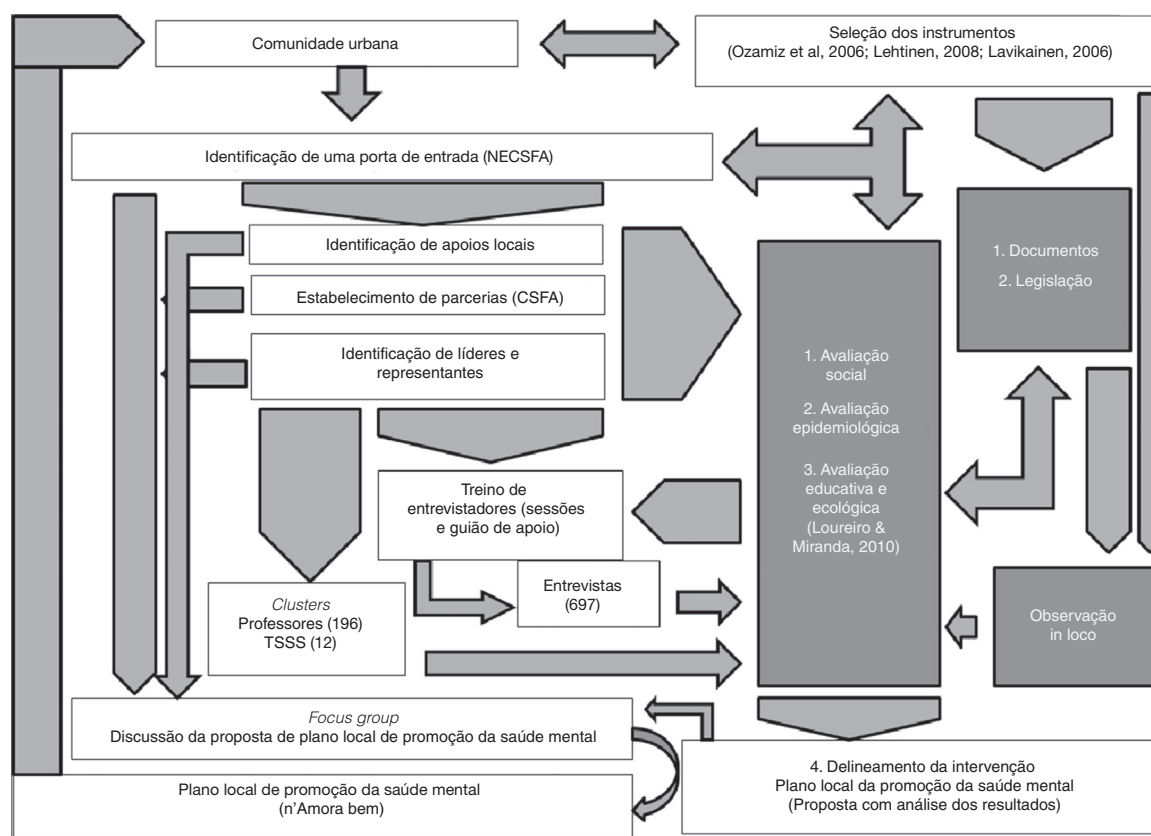 Comunidade urbana
Seleção dos instrumentos
(Ozamiz et al, 2006; Lehtinen, 2008; Lavikainen, 2006)
Identificação de uma porta de entrada (NECSFA)
Identificação de apoios locais
Estabelecimento de parcerias (CSFA)
Identificação de líderes e
representantes
1. Documentos
2. Legislação
1. Avaliação
social
2. Avaliação
epidemiológica
3. Avaliação
educativa e
ecológica
(Loureiro &
Miranda, 2010)
Treino de
entrevistadores (sessões
e guião de apoio)
Entrevistas
(697)
Clusters
Professores (196)
TSSS (12)
Observação
in loco
Focus group
Discussão da proposta de plano local de promoção da saúde mental
4. Delineamento da intervenção
Plano local da promoção da saúde mental
(Proposta com análise dos resultados)
Plano local de promoção da saúde mental
(n'Amora bem)